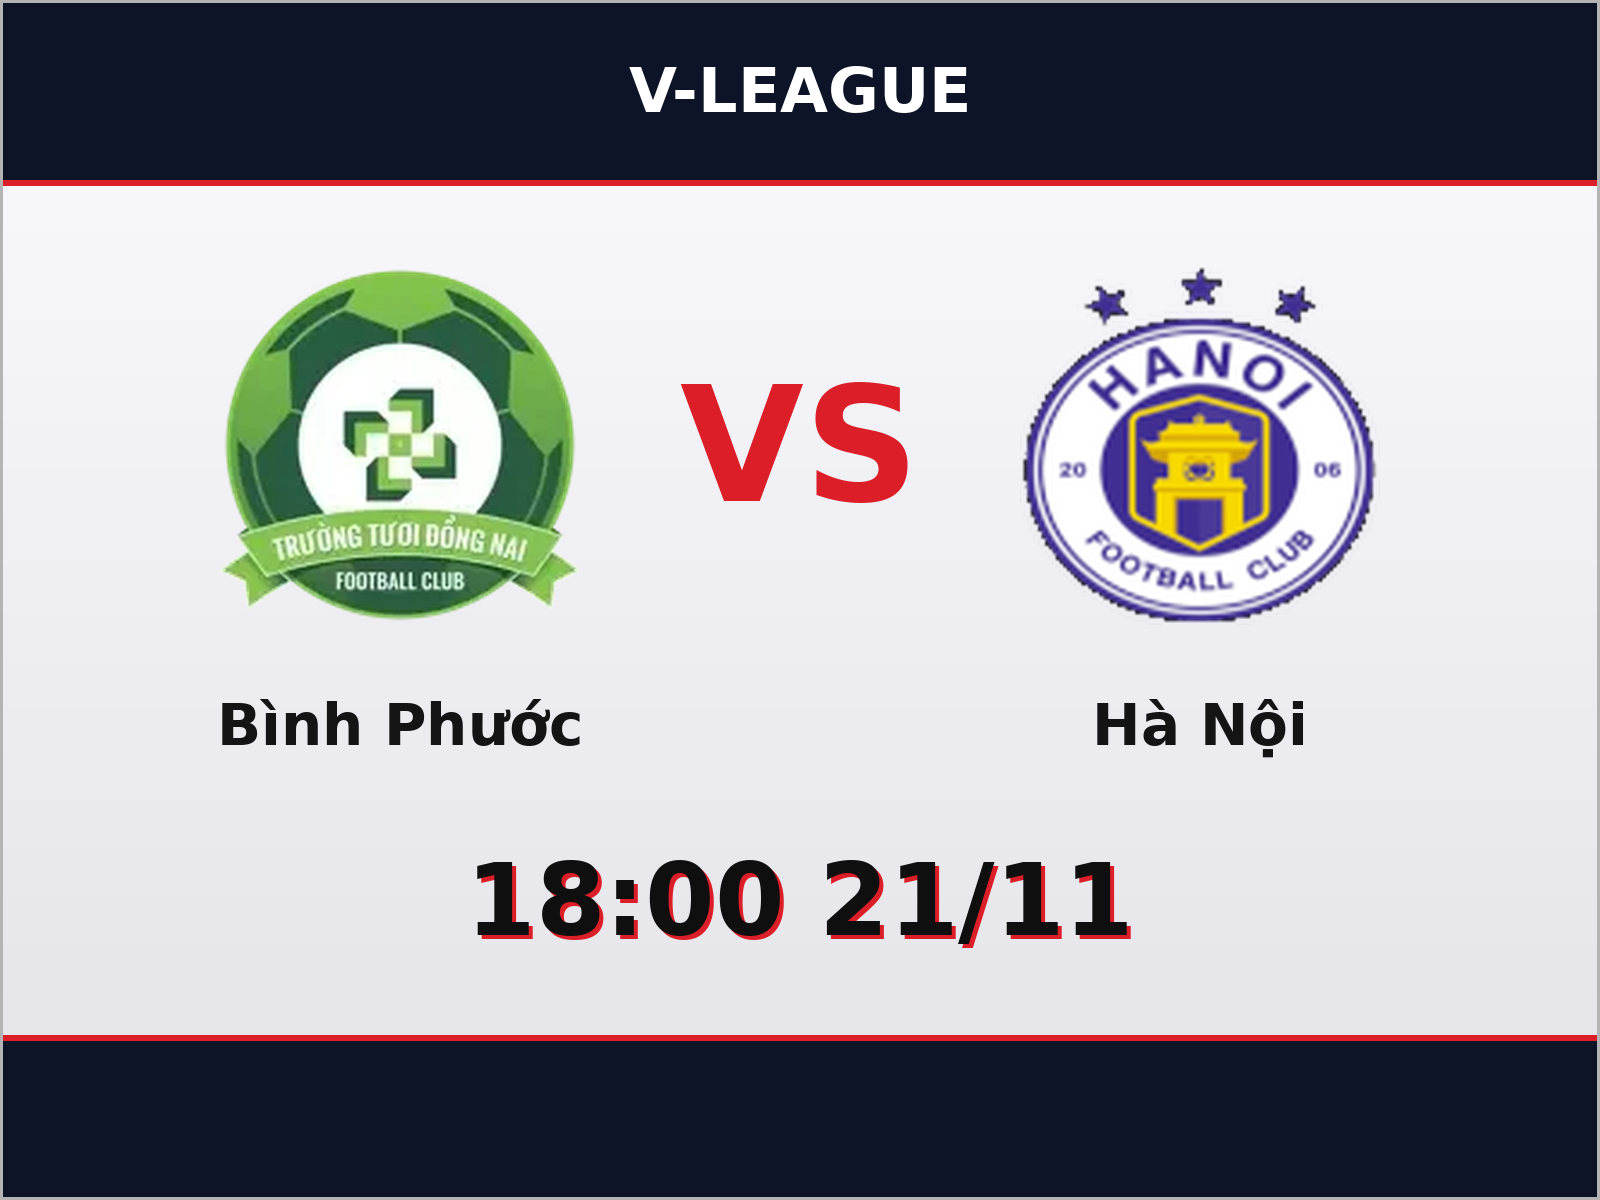 V-LEAGUE
TRƯỜNG TƯƠI ĐỒNG NAI
FOOTBALL CLUB
VS
HANOI
20 06
FOOTBALL CLUB
Bình Phước
Hà Nội
18:00 21/11